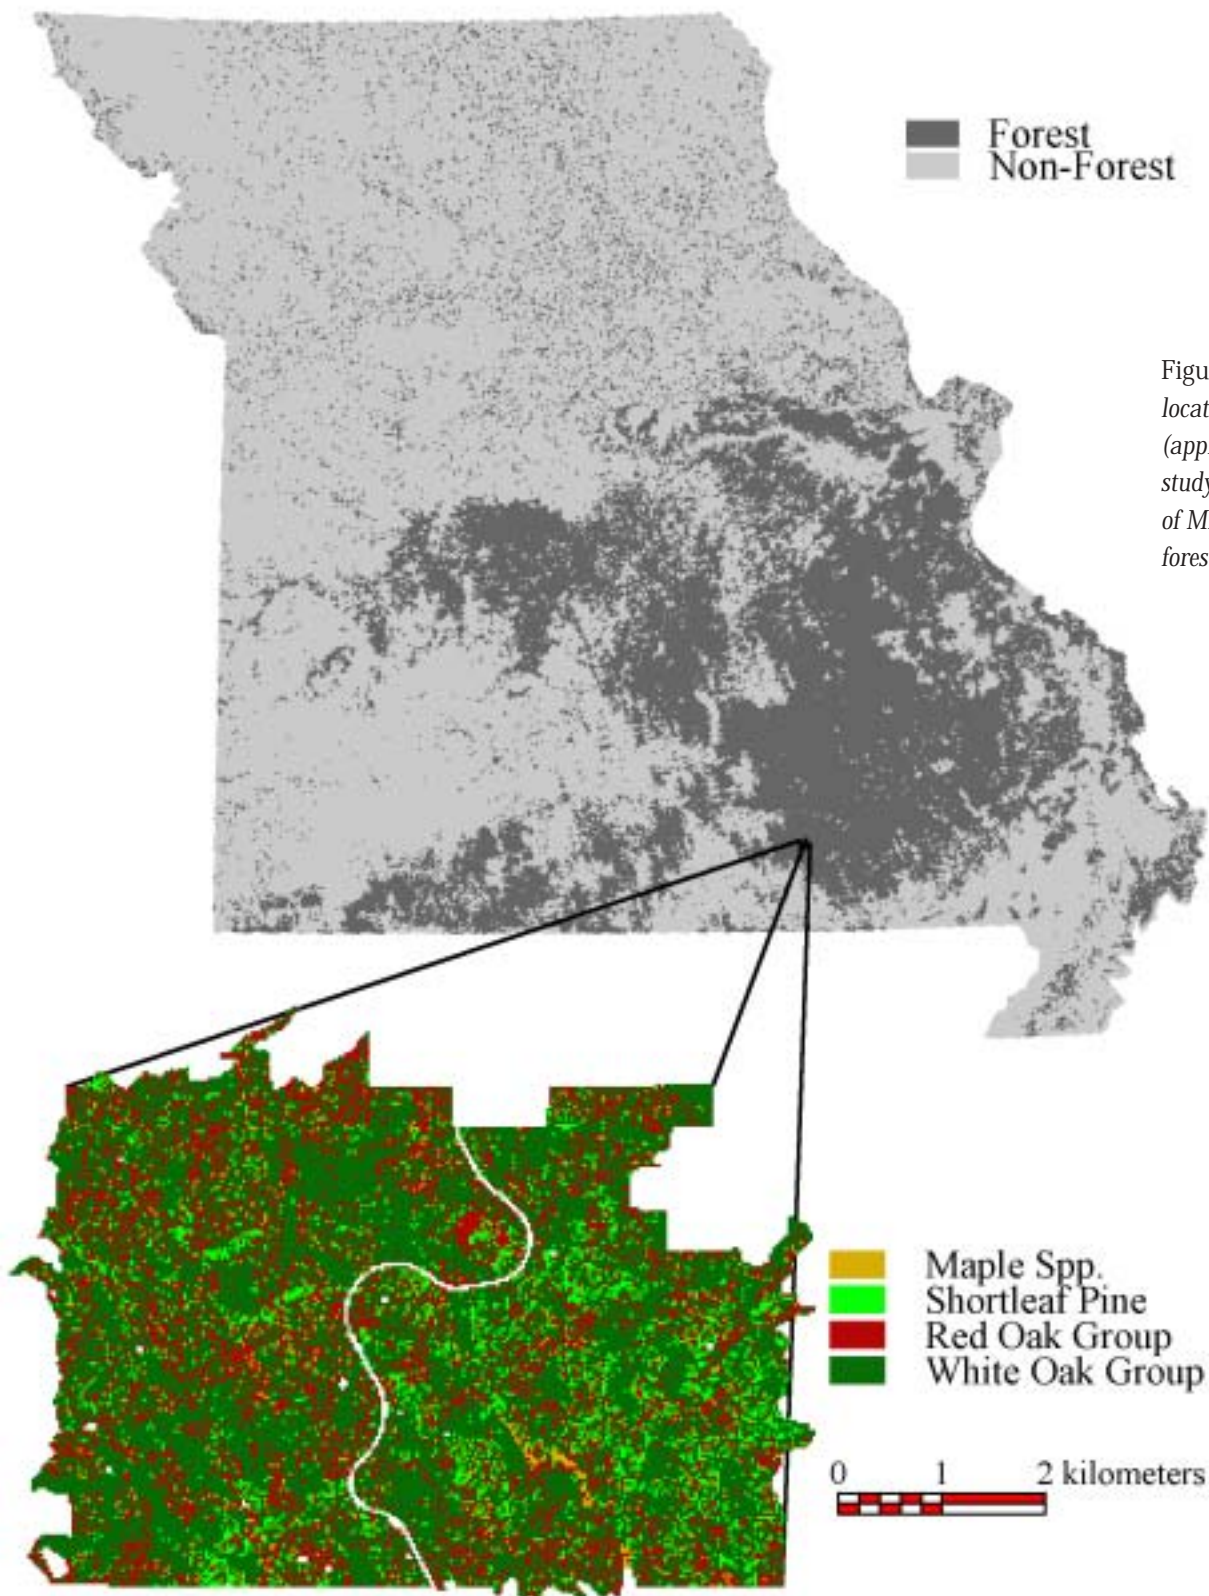 Forest
Non-Forest
Figu
locat
(app
study
of M
fores
Maple Spp.
Shortleaf Pine
Red Oak Group
White Oak Group
0 1 2 kilometers